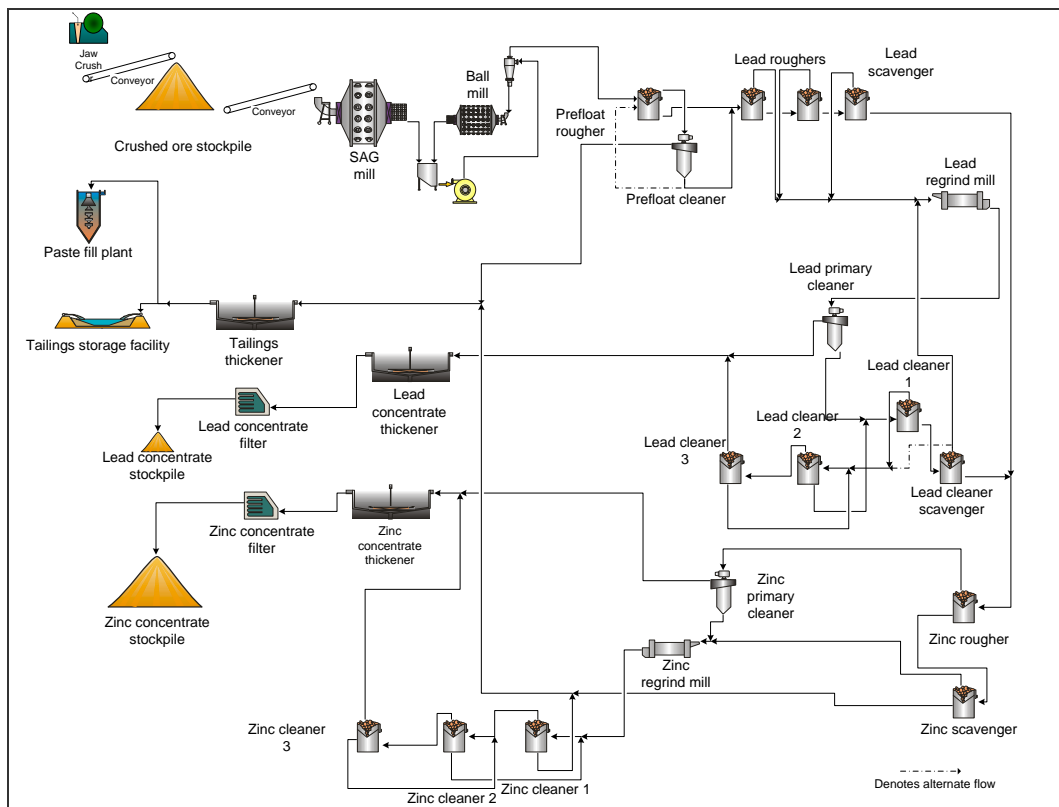 Jaw
Crush
Conveyor
Crushed ore stockpile
Conveyor
SAG
mill
Ball
mill
Prefloat
rougher
Prefloat cleaner
Lead roughers
Lead
scavenger
Lead
regrind mill
Paste fill plant
Tailings storage facility
Tailings
thickener
Lead primary
cleaner
Lead concentrate
stockpile
Lead concentrate
filter
Lead
concentrate
thickener
Lead cleaner
3
Lead cleaner
2
Lead cleaner
1
Lead cleaner
scavenger
Zinc concentrate
stockpile
Zinc concentrate
filter
Zinc
concentrate
thickener
Zinc
primary
cleaner
Zinc rougher
Zinc
regrind mill
Zinc scavenger
Zinc cleaner
3
Zinc cleaner 2
Zinc cleaner 1
Denotes alternate flow